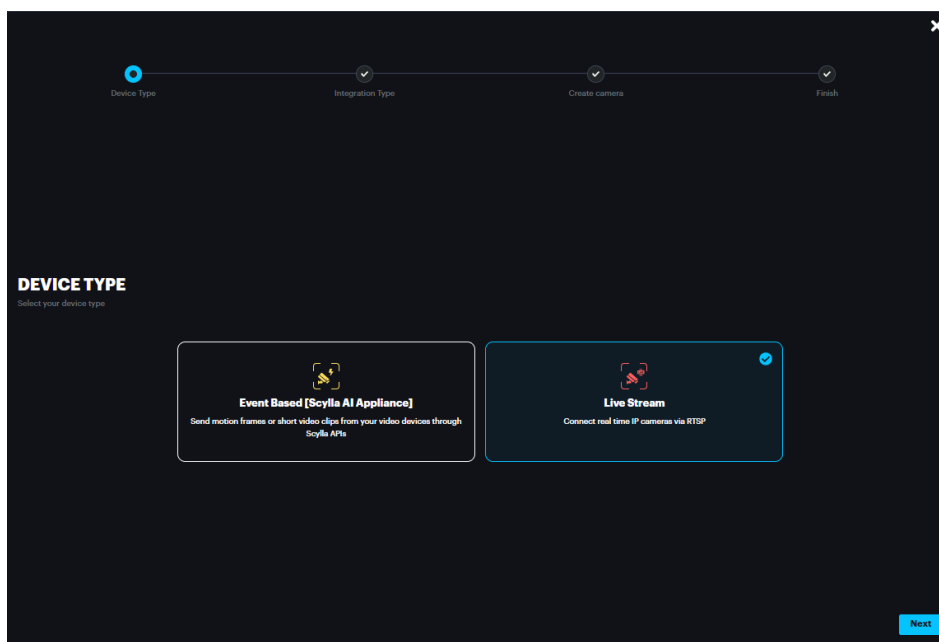 Device Type
Integration Type
Create camera
Finish
DEVICE TYPE
Select your device type
Event Based [Scylla AI Appliance]
Send motion frames or short video clips from your video devices through
Scylla APIs
Live Stream
Connect real time IP cameras via RTSP
Next